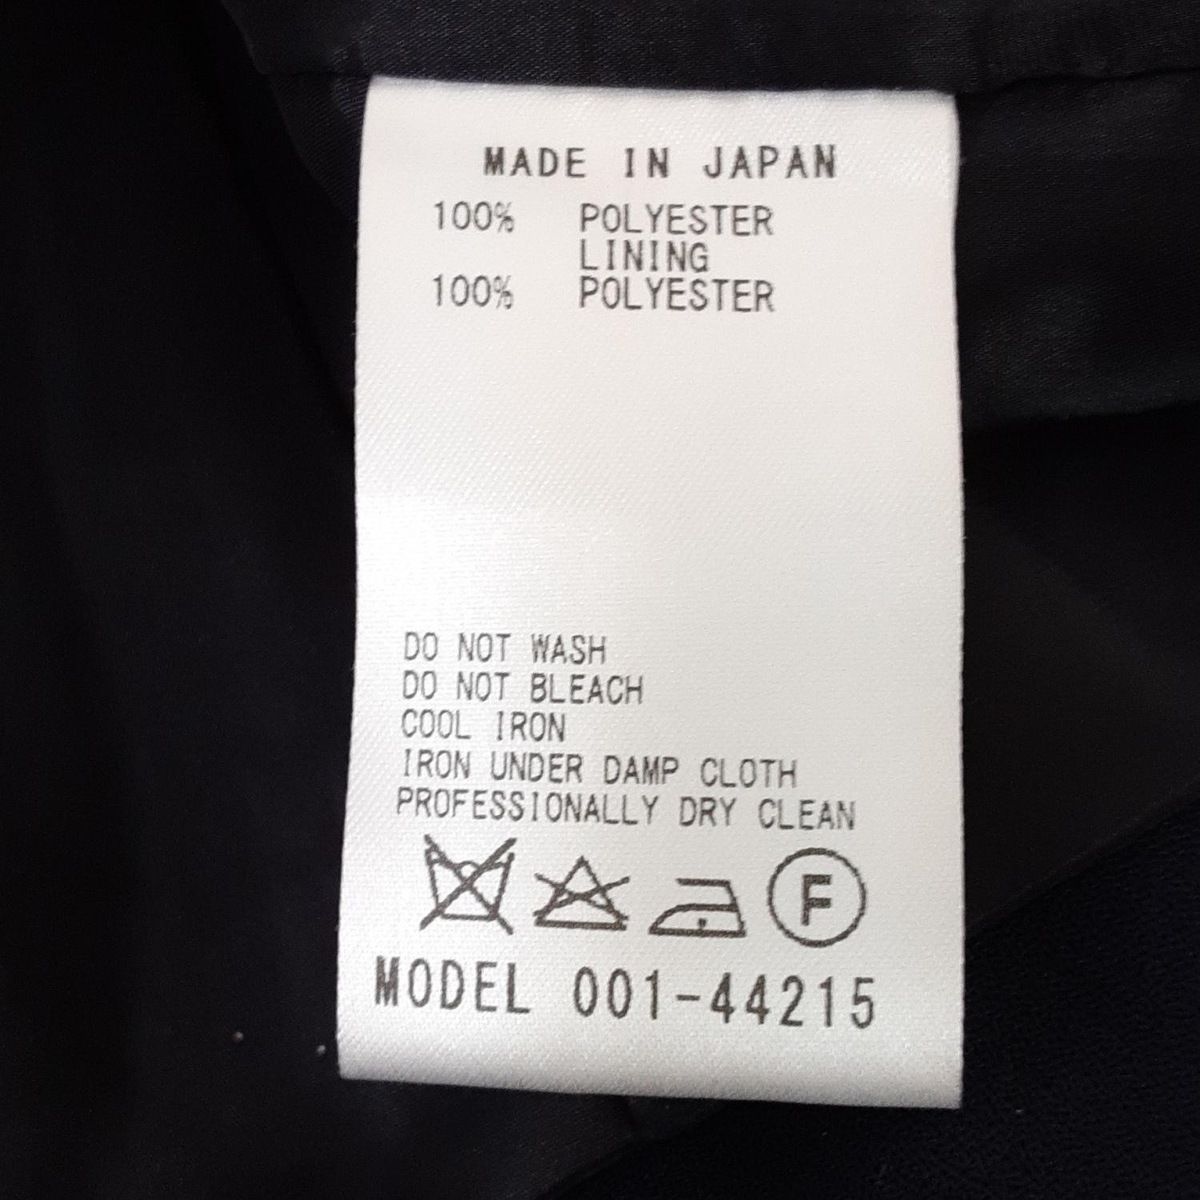 MADE IN JAPAN
100% POLYESTER
LINING
100% POLYESTER
DO NOT WASH
DO NOT BLEACH
COOL IRON
IRON UNDER DAMP CLOTH
PROFESSIONALLY DRY CLEAN
F
MODEL 001-44215